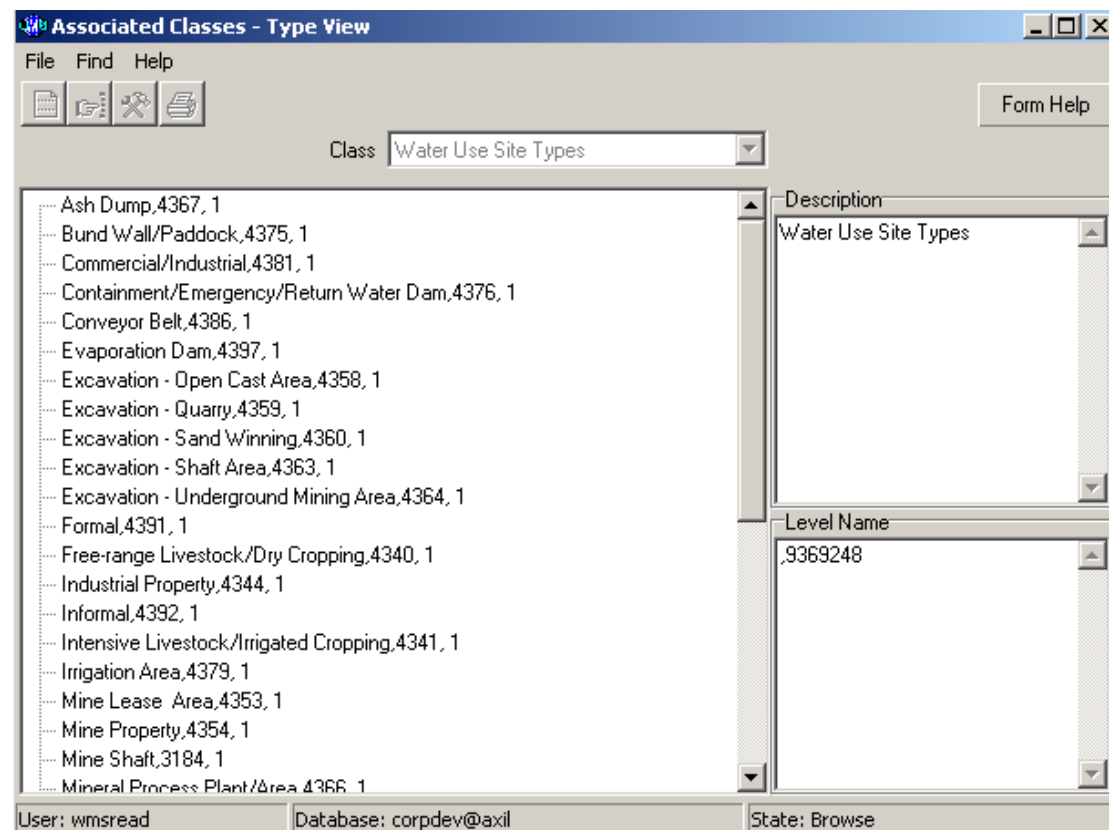 Associated Classes - Type View
File Find Help
Form Help
Class Water Use Site Types
Ash Dump,4367, 1
Bund Wall/Paddock,4375, 1
Commercial/Industrial,4381, 1
Containment/Emergency/Return Water Dam,4376, 1
Conveyor Belt,4386, 1
Evaporation Dam,4397, 1
Excavation - Open Cast Area,4358, 1
Excavation - Quarry,4359, 1
Excavation - Sand Winning,4360, 1
Excavation - Shaft Area,4363, 1
Excavation - Underground Mining Area,4364, 1
Formal,4391, 1
Free-range Livestock/Dry Cropping,4340, 1
Industrial Property,4344, 1
Informal,4392, 1
Intensive Livestock/Irrigated Cropping,4341, 1
Irrigation Area,4379, 1
Mine Lease  Area,4353, 1
Mine Property,4354, 1
Mine Shaft,3184, 1
Mineral Process Plant/Area,4366, 1
Description
Water Use Site Types
Level Name
,9369248
User: wmsread
Database: corpdev@axil
State: Browse